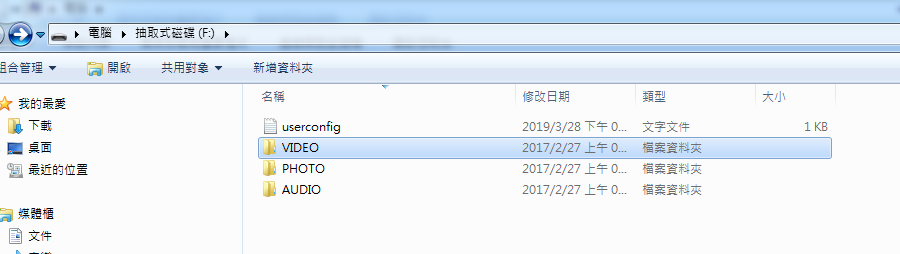 電腦 ▸ 抽取式磁碟 (F:) ▸
組合管理 ▼ 開啟 共用對象 ▼ 新增資料夾
我的最愛
下載
桌面
最近的位置
媒體櫃
文件
名稱 修改日期 類型 大小
userconfig 2019/3/28 下午 0... 文字文件 1 KB
VIDEO 2017/2/27 上午 0... 檔案資料夾
PHOTO 2017/2/27 上午 0... 檔案資料夾
AUDIO 2017/2/27 上午 0... 檔案資料夾